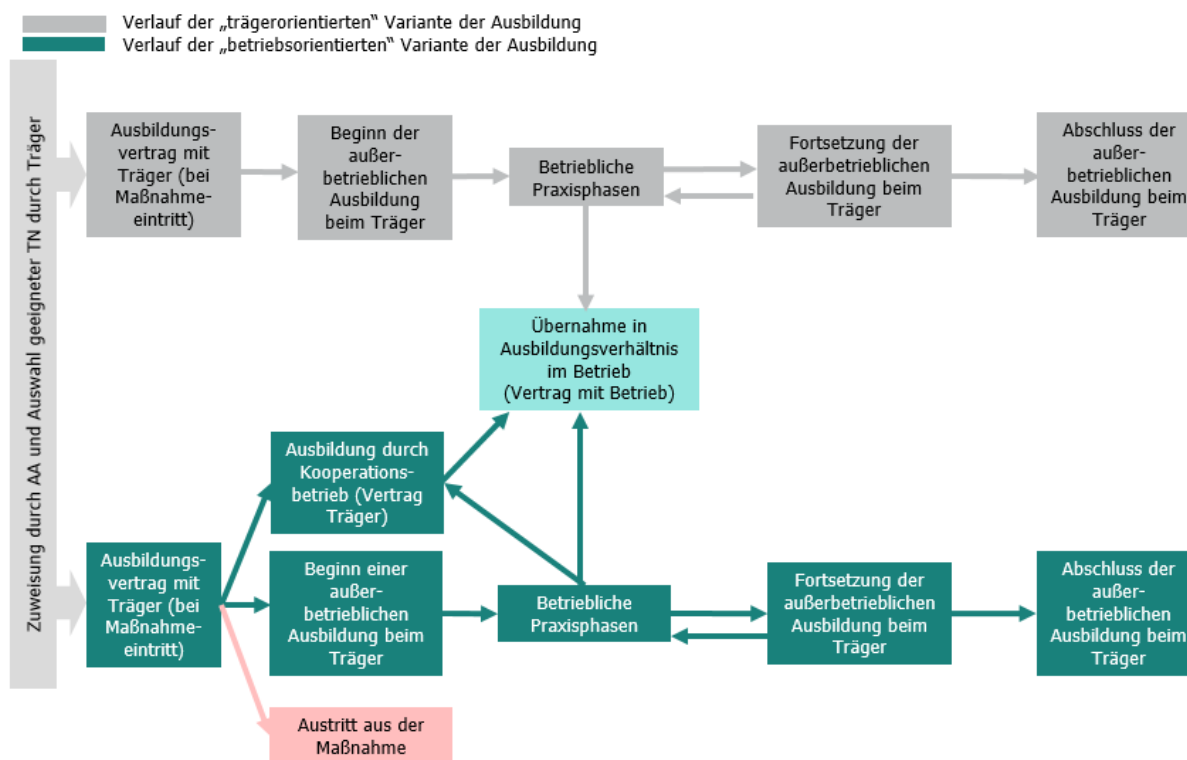 Verlauf der „trägerorientierten“ Variante der Ausbildung
Verlauf der „betriebsorientierten“ Variante der Ausbildung
Zuweisung durch AA und Auswahl geeigneter TN durch Träger
Ausbildungs-
vertrag mit
Träger (bei
Maßnahme-
eintritt)
Beginn der
außer-
betrieblichen
Ausbildung
beim Träger
Betriebliche
Praxisphasen
Fortsetzung der
außerbetrieblichen
Ausbildung beim
Träger
Abschluss der
außer-
betrieblichen
Ausbildung beim
Träger
Übernahme in
Ausbildungsverhältnis
im Betrieb
(Vertrag mit Betrieb)
Ausbildung durch
Kooperations-
betrieb (Vertrag
Träger)
Ausbildungs-
vertrag mit
Träger (bei
Maßnahme-
eintritt)
Beginn einer
außer-
betrieblichen
Ausbildung beim
Träger
Betriebliche
Praxisphasen
Fortsetzung der
außerbetrieblichen
Ausbildung beim
Träger
Abschluss der
außer-
betrieblichen
Ausbildung beim
Träger
Austritt aus der
Maßnahme